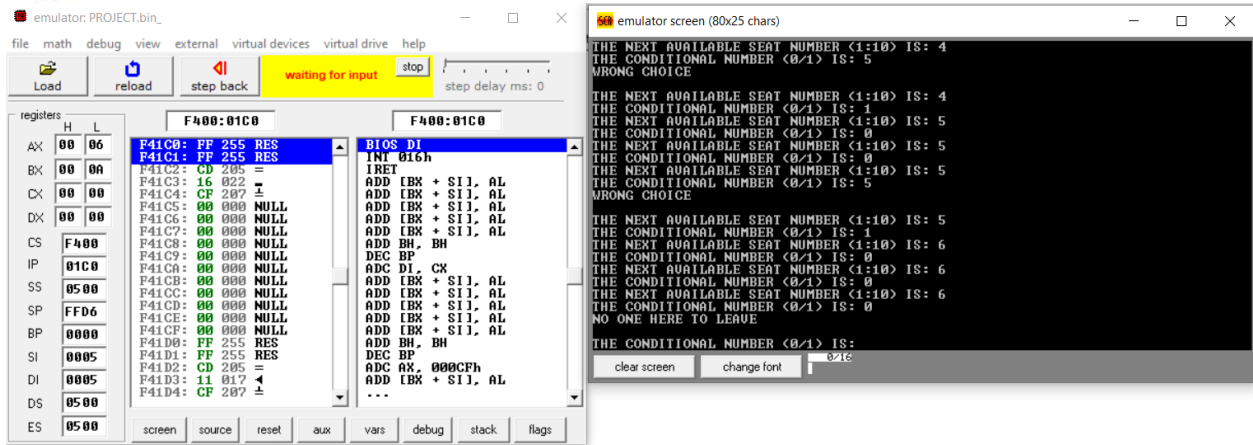 emulator: PROJECT.bin_
file math debug view external virtual devices virtual drive help
Load
reload
step back
waiting for input
stop
step delay ms: 0
registers
H L
AX 00 06
BX 00 0A
CX 00 00
DX 00 00
CS F400
IP 01C0
SS 0500
SP FFD6
BP 0000
SI 0005
DI 0005
DS 0500
ES 0500
F400:01C0
F41C0: FF 255 RES
F41C1: FF 255 RES
F41C2: CD 205 =
F41C3: 16 022 ▬
F41C4: CF 207 ╧
F41C5: 00 000 NULL
F41C6: 00 000 NULL
F41C7: 00 000 NULL
F41C8: 00 000 NULL
F41C9: 00 000 NULL
F41CA: 00 000 NULL
F41CB: 00 000 NULL
F41CC: 00 000 NULL
F41CD: 00 000 NULL
F41CE: 00 000 NULL
F41CF: 00 000 NULL
F41D0: FF 255 RES
F41D1: FF 255 RES
F41D2: CD 205 =
F41D3: 11 017 ◄
F41D4: CF 207 ╧
F400:01C0
BIOS DI
INT 016h
IRET
ADD [BX + SI], AL
ADD [BX + SI], AL
ADD [BX + SI], AL
ADD [BX + SI], AL
ADD [BX + SI], AL
ADD BH, BH
DEC BP
ADC DI, CX
ADD [BX + SI], AL
ADD [BX + SI], AL
ADD [BX + SI], AL
ADD [BX + SI], AL
ADD [BX + SI], AL
ADD BH, BH
DEC BP
ADC AX, 000CFh
ADD [BX + SI], AL
...
screen source reset aux vars debug stack flags
SCR emulator screen (80x25 chars)
THE NEXT AVAILABLE SEAT NUMBER (1:10) IS: 4
THE CONDITIONAL NUMBER (0/1) IS: 5
WRONG CHOICE
THE NEXT AVAILABLE SEAT NUMBER (1:10) IS: 4
THE CONDITIONAL NUMBER (0/1) IS: 1
THE NEXT AVAILABLE SEAT NUMBER (1:10) IS: 5
THE CONDITIONAL NUMBER (0/1) IS: 0
THE NEXT AVAILABLE SEAT NUMBER (1:10) IS: 5
THE CONDITIONAL NUMBER (0/1) IS: 0
THE NEXT AVAILABLE SEAT NUMBER (1:10) IS: 5
THE CONDITIONAL NUMBER (0/1) IS: 5
WRONG CHOICE
THE NEXT AVAILABLE SEAT NUMBER (1:10) IS: 5
THE CONDITIONAL NUMBER (0/1) IS: 1
THE NEXT AVAILABLE SEAT NUMBER (1:10) IS: 6
THE CONDITIONAL NUMBER (0/1) IS: 0
THE NEXT AVAILABLE SEAT NUMBER (1:10) IS: 6
THE CONDITIONAL NUMBER (0/1) IS: 0
THE NEXT AVAILABLE SEAT NUMBER (1:10) IS: 6
THE CONDITIONAL NUMBER (0/1) IS: 0
NO ONE HERE TO LEAVE
THE CONDITIONAL NUMBER (0/1) IS:
clear screen
change font
0/16